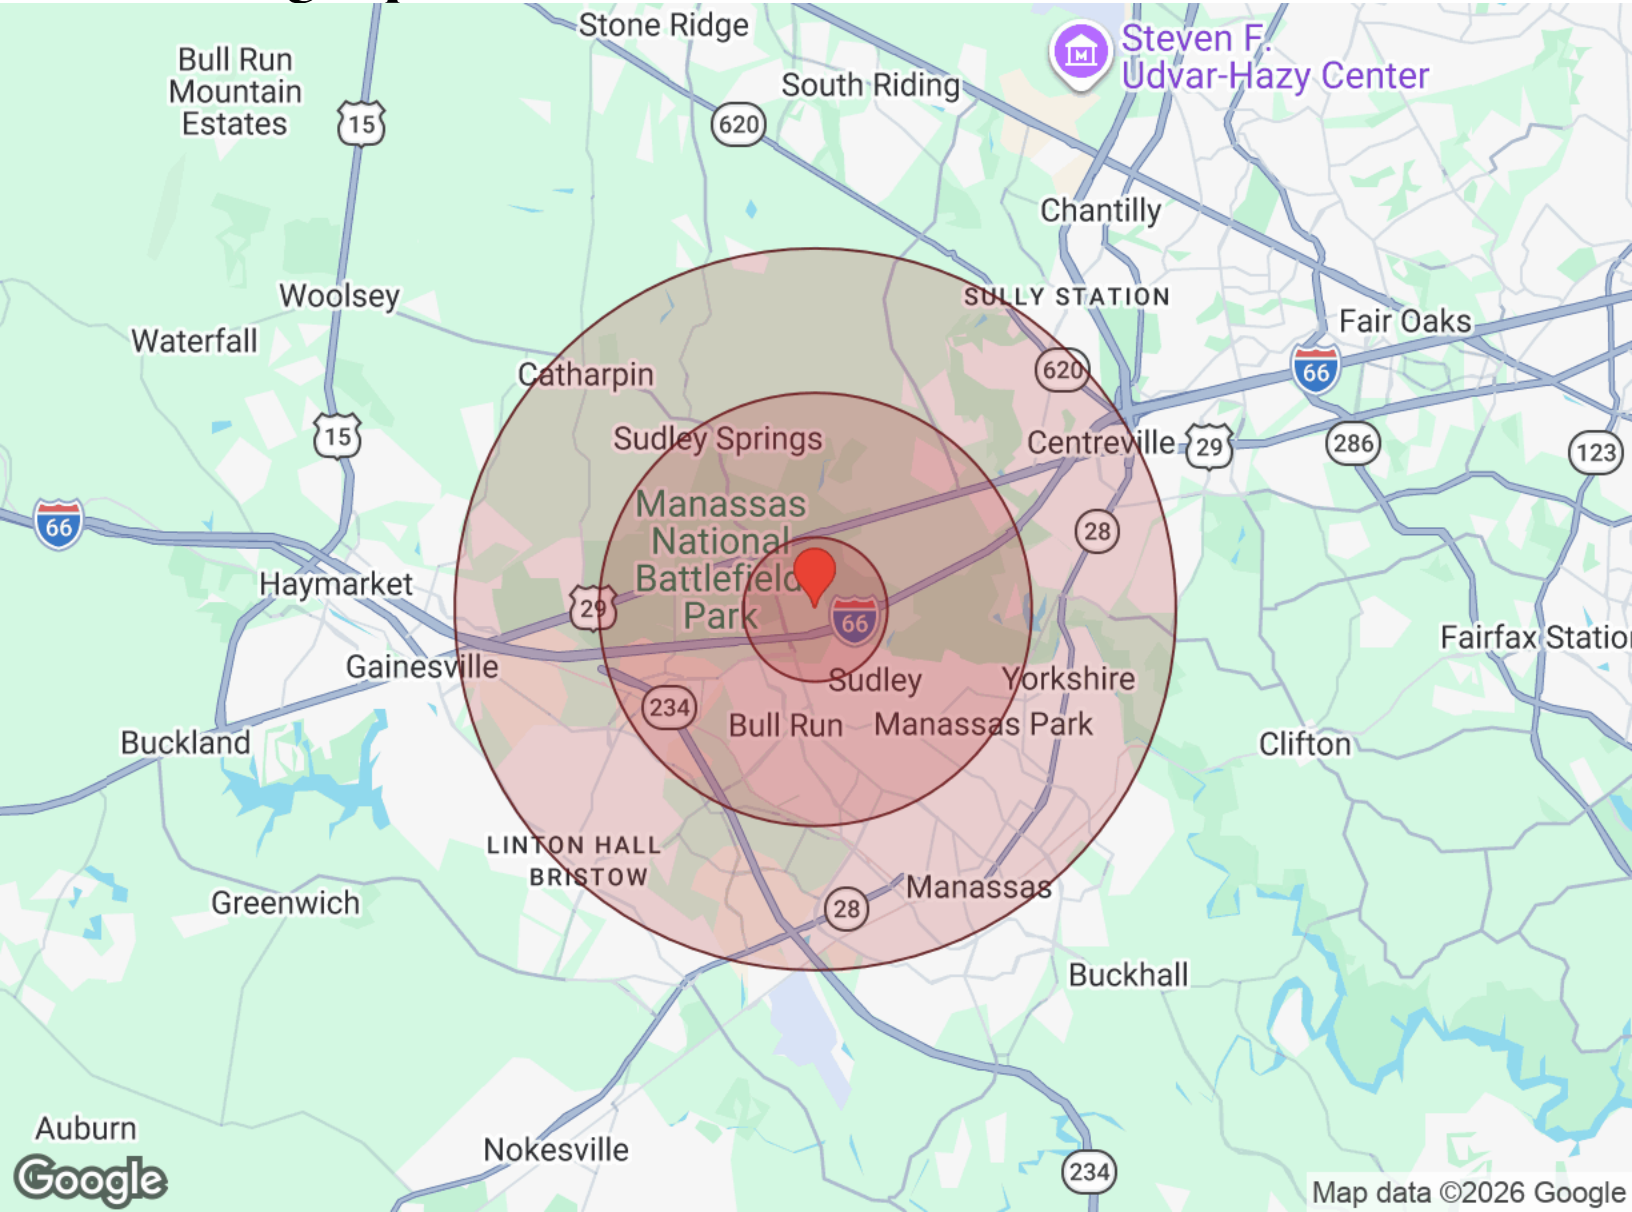 Stone Ridge
Steven F.
Udvar-Hazy Center
Bull Run
Mountain
Estates
South Riding
15
620
Chantilly
Woolsey
SULLY STATION
Waterfall
Fair Oaks
Catharpin
620
66
15
Sudley Springs
Centreville
29
286
123
Manassas
National
Battlefield
Park
66
28
Haymarket
29
66
Fairfax Station
Gainesville
Sudley
Yorkshire
234
Bull Run
Manassas Park
Buckland
Clifton
LINTON HALL
BRISTOW
Manassas
Greenwich
28
Buckhall
Auburn
Nokesville
234
Google
Map data ©2026 Google